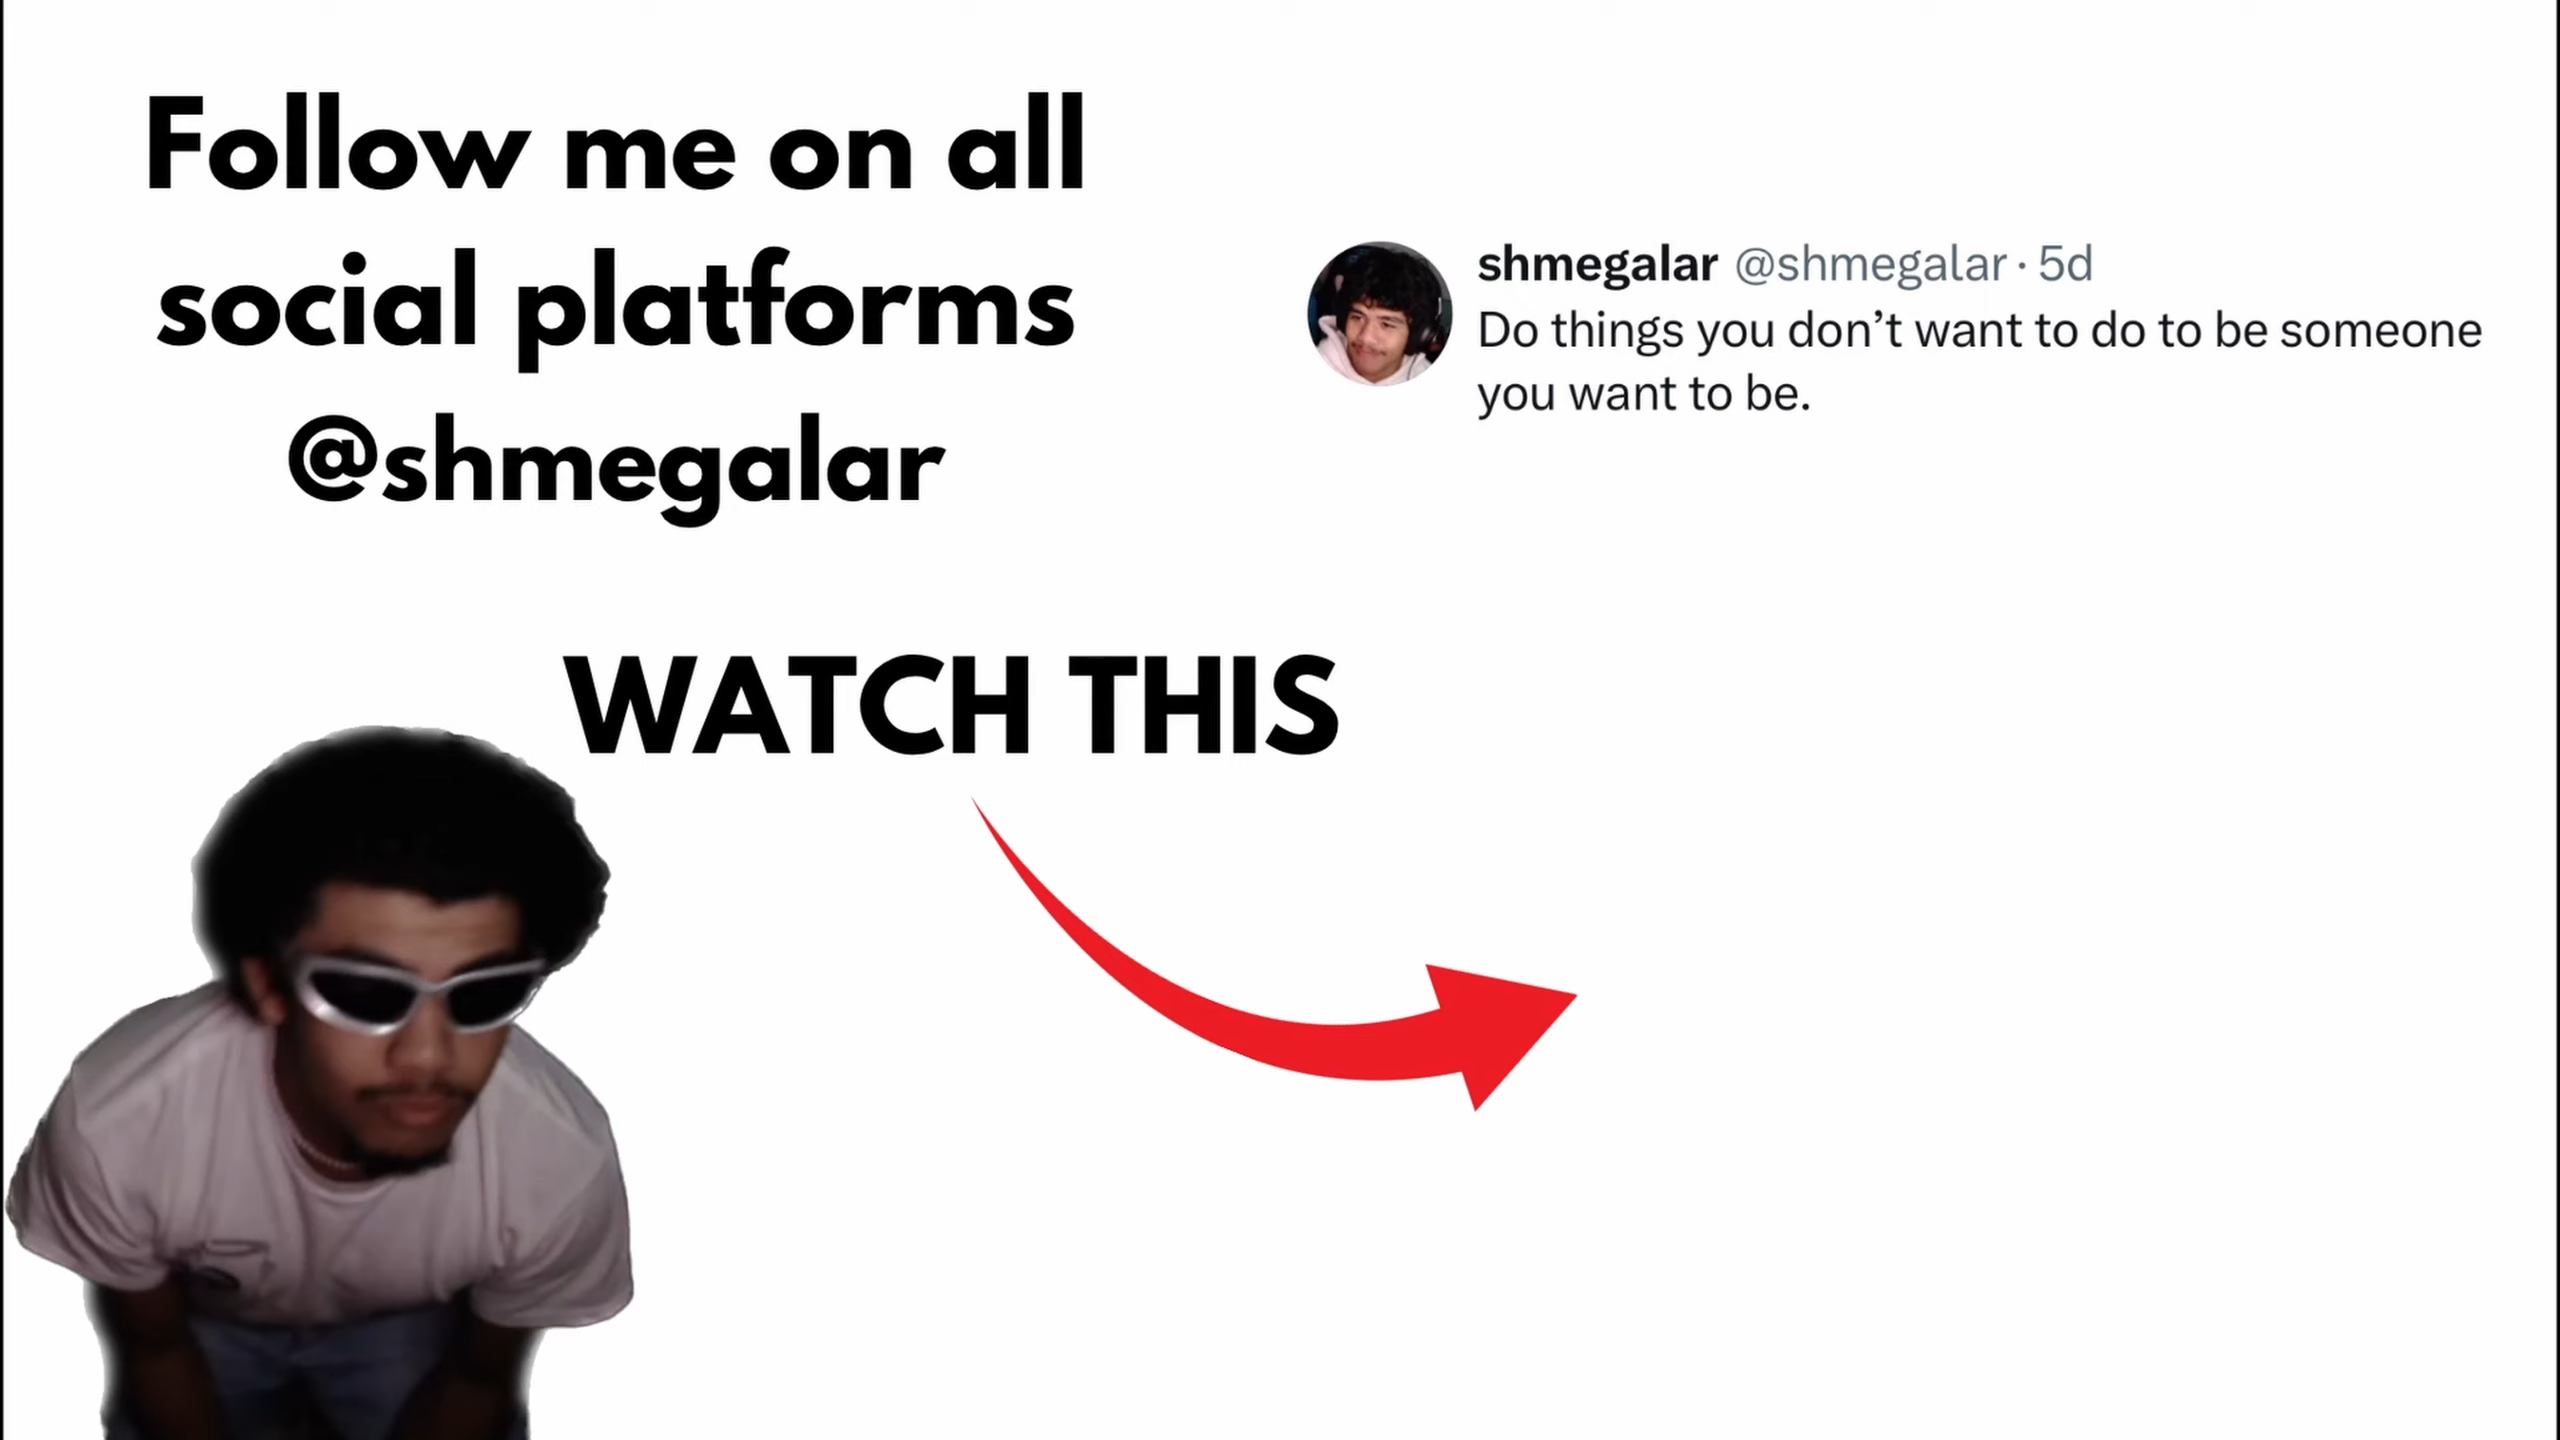 Follow me on all
social platforms
@shmegalar
shmegalar @shmegalar · 5d
Do things you don’t want to do to be someone
you want to be.
WATCH THIS